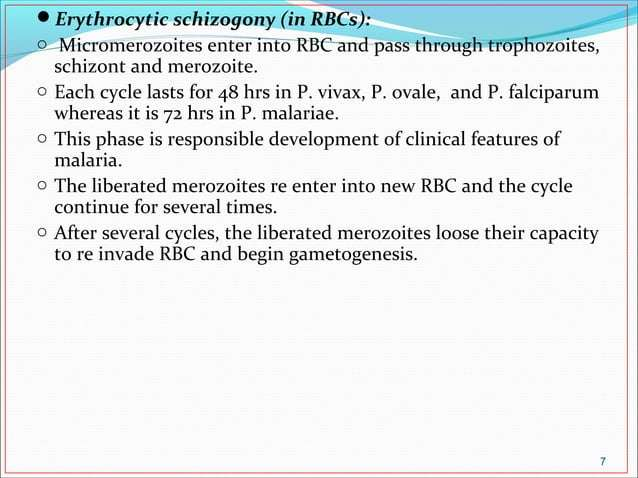 ● Erythrocytic schizogony (in RBCs):
○ Micromerozoites enter into RBC and pass through trophozoites,
schizont and merozoite.
○ Each cycle lasts for 48 hrs in P. vivax, P. ovale, and P. falciparum
whereas it is 72 hrs in P. malariae.
○ This phase is responsible development of clinical features of
malaria.
○ The liberated merozoites re enter into new RBC and the cycle
continue for several times.
○ After several cycles, the liberated merozoites loose their capacity
to re invade RBC and begin gametogenesis.
7